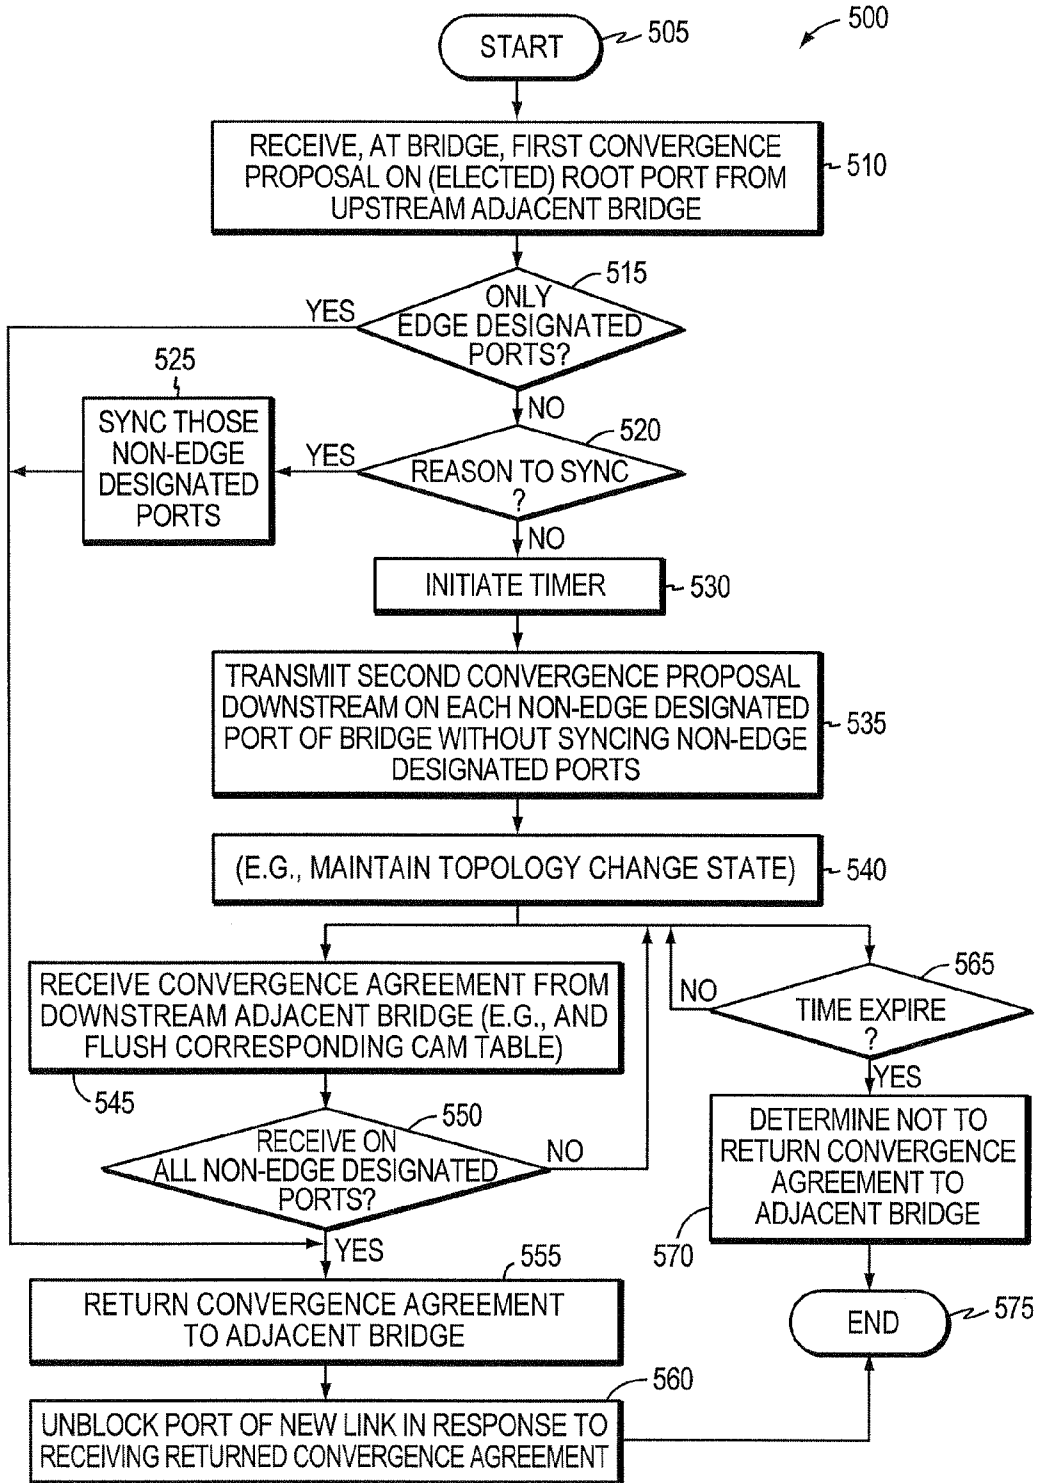 500
START
505
RECEIVE, AT BRIDGE, FIRST CONVERGENCE
PROPOSAL ON (ELECTED) ROOT PORT FROM
UPSTREAM ADJACENT BRIDGE
510
515
ONLY
EDGE DESIGNATED
PORTS?
YES
NO
525
SYNC THOSE
NON-EDGE
DESIGNATED
PORTS
520
YES
REASON TO SYNC
?
NO
INITIATE TIMER
530
TRANSMIT SECOND CONVERGENCE PROPOSAL
DOWNSTREAM ON EACH NON-EDGE DESIGNATED
PORT OF BRIDGE WITHOUT SYNCING NON-EDGE
DESIGNATED PORTS
535
(E.G., MAINTAIN TOPOLOGY CHANGE STATE)
540
RECEIVE CONVERGENCE AGREEMENT FROM
DOWNSTREAM ADJACENT BRIDGE (E.G., AND
FLUSH CORRESPONDING CAM TABLE)
545
550
RECEIVE ON
ALL NON-EDGE DESIGNATED
PORTS?
NO
YES
565
NO
TIME EXPIRE
?
YES
DETERMINE NOT TO
RETURN CONVERGENCE
AGREEMENT TO
ADJACENT BRIDGE
570
555
RETURN CONVERGENCE AGREEMENT
TO ADJACENT BRIDGE
END
575
560
UNBLOCK PORT OF NEW LINK IN RESPONSE TO
RECEIVING RETURNED CONVERGENCE AGREEMENT